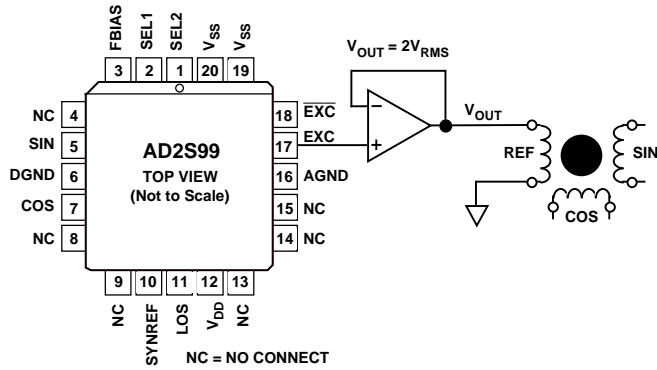 FBIAS
SEL1
SEL2
VSS
VSS
3 2 1 20 19
NC 4
SIN 5
DGND 6
COS 7
NC 8
AD2S99
TOP VIEW
(Not to Scale)
18 EXC
17 EXC
16 AGND
15 NC
14 NC
9 10 11 12 13
NC
SYNREF
LOS
VDD
NC
NC = NO CONNECT
VOUT = 2VRMS
−
+
VOUT
REF
SIN
COS